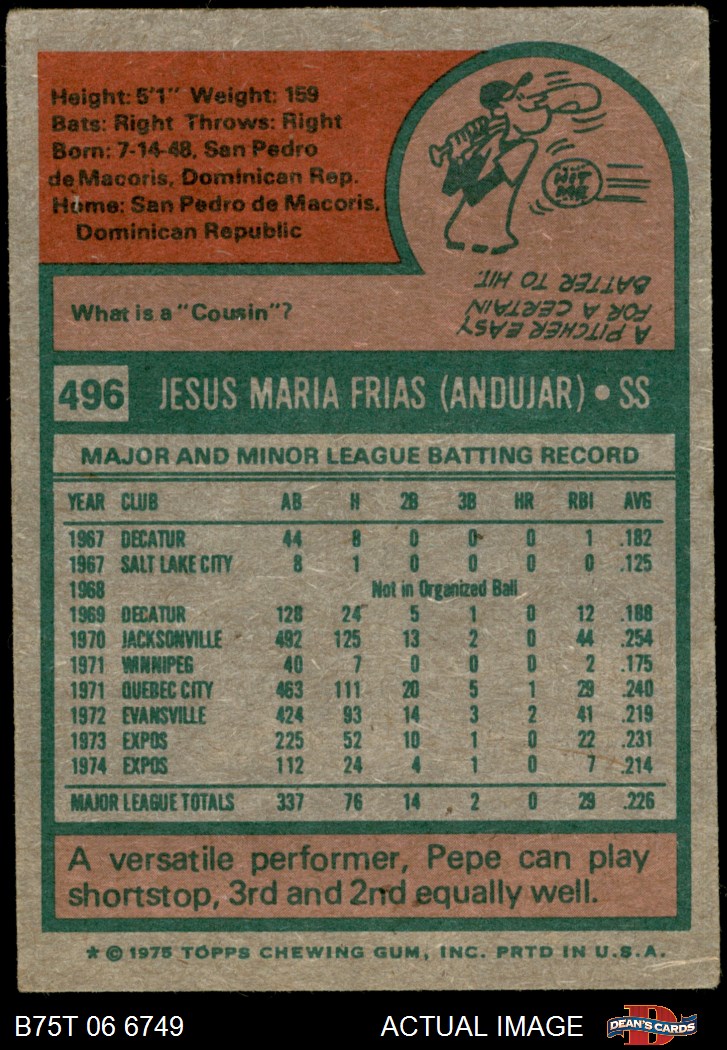 Height: 5'1" Weight: 159
Bats: Right Throws: Right
Born: 7-14-48, San Pedro
de Macoris, Dominican Rep.
Home: San Pedro de Macoris,
Dominican Republic
HIT
ME
A PITCHER EASY
FOR A CERTAIN
BATTER TO HIT.
What is a "Cousin"?
496 JESUS MARIA FRIAS (ANDUJAR) • SS
MAJOR AND MINOR LEAGUE BATTING RECORD
YEAR CLUB AB H 2B 3B HR RBI AVG
1967 DECATUR 44 8 0 0 0 1 .182
1967 SALT LAKE CITY 8 1 0 0 0 0 .125
1968 Not in Organized Ball
1969 DECATUR 128 24 5 1 0 12 .188
1970 JACKSONVILLE 492 125 13 2 0 44 .254
1971 WINNIPEG 40 7 0 0 0 2 .175
1971 QUEBEC CITY 463 111 20 5 1 29 .240
1972 EVANSVILLE 424 93 14 3 2 41 .219
1973 EXPOS 225 52 10 1 0 22 .231
1974 EXPOS 112 24 4 1 0 7 .214
MAJOR LEAGUE TOTALS 337 76 14 2 0 29 .226
A versatile performer, Pepe can play
shortstop, 3rd and 2nd equally well.
* © 1975 TOPPS CHEWING GUM, INC. PRTD IN U.S.A.
B75T 06 6749 ACTUAL IMAGE D DEAN'S CARDS